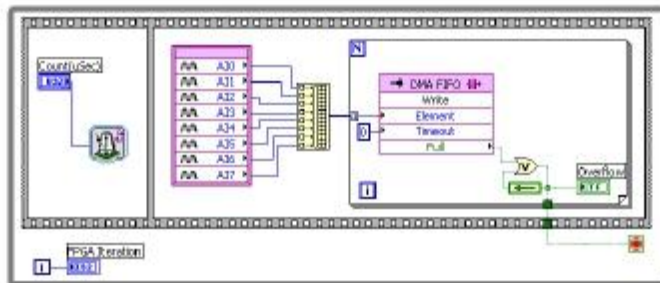 Count(uSec)
AI0
AI1
AI2
AI3
AI4
AI5
AI6
AI7
N
DMA FIFO
Write
Element
Timeout
Full
0
i
Overflow
FPGA Iteration
i